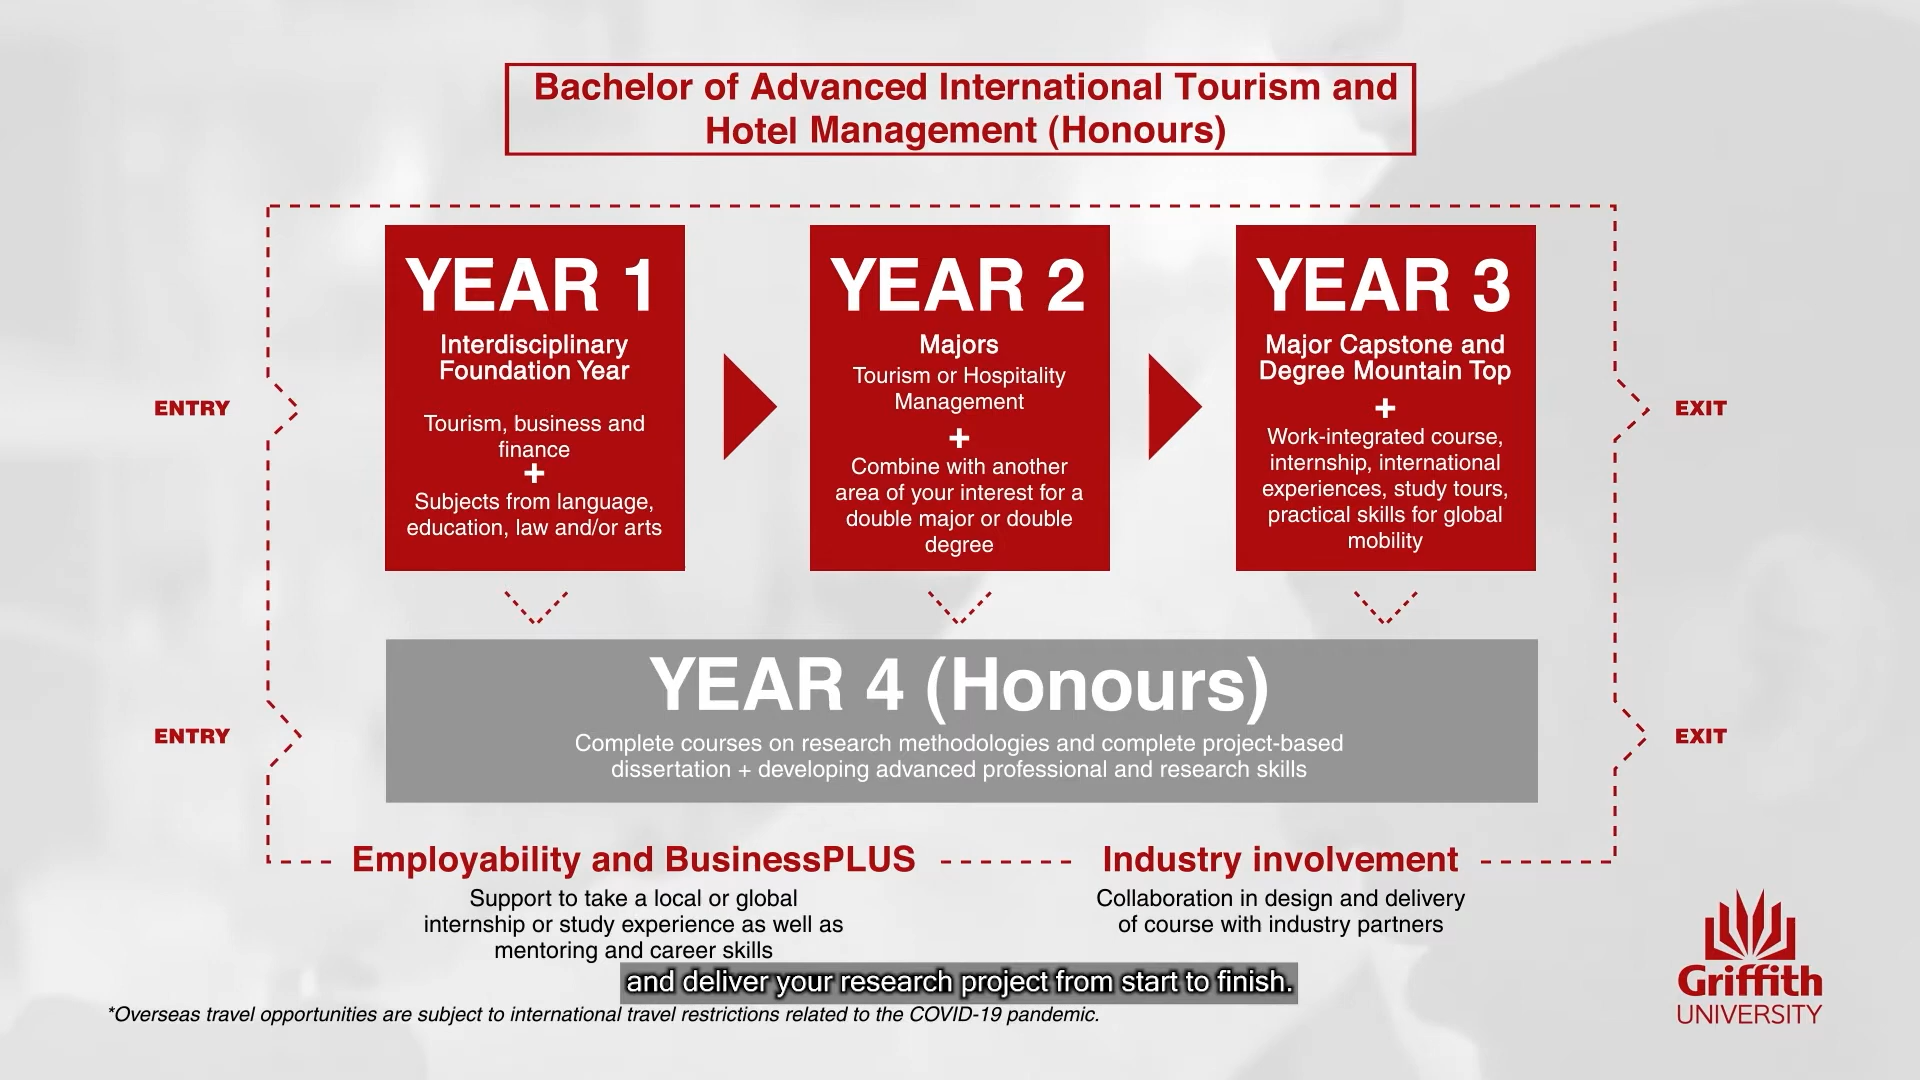 Bachelor of Advanced International Tourism and
Hotel Management (Honours)
YEAR 1
Interdisciplinary
Foundation Year
Tourism, business and
finance
+
Subjects from language,
education, law and/or arts
YEAR 2
Majors
Tourism or Hospitality
Management
+
Combine with another
area of your interest for a
double major or double
degree
YEAR 3
Major Capstone and
Degree Mountain Top
+
Work-integrated course,
internship, international
experiences, study tours,
practical skills for global
mobility
ENTRY
EXIT
YEAR 4 (Honours)
Complete courses on research methodologies and complete project-based
dissertation + developing advanced professional and research skills
ENTRY
EXIT
Employability and BusinessPLUS
Support to take a local or global
internship or study experience as well as
mentoring and career skills
Industry involvement
Collaboration in design and delivery
of course with industry partners
and deliver your research project from start to finish.
*Overseas travel opportunities are subject to international travel restrictions related to the COVID-19 pandemic.
Griffith
UNIVERSITY